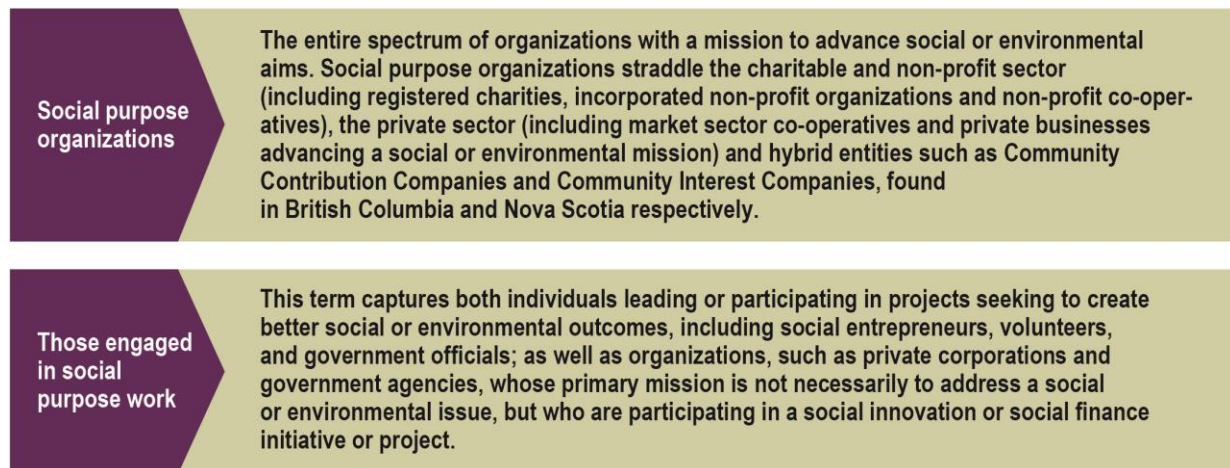 Social purpose
organizations
The entire spectrum of organizations with a mission to advance social or environmental
aims. Social purpose organizations straddle the charitable and non-profit sector
(including registered charities, incorporated non-profit organizations and non-profit co-oper-
atives), the private sector (including market sector co-operatives and private businesses
advancing a social or environmental mission) and hybrid entities such as Community
Contribution Companies and Community Interest Companies, found
in British Columbia and Nova Scotia respectively.
Those engaged
in social
purpose work
This term captures both individuals leading or participating in projects seeking to create
better social or environmental outcomes, including social entrepreneurs, volunteers,
and government officials; as well as organizations, such as private corporations and
government agencies, whose primary mission is not necessarily to address a social
or environmental issue, but who are participating in a social innovation or social finance
initiative or project.